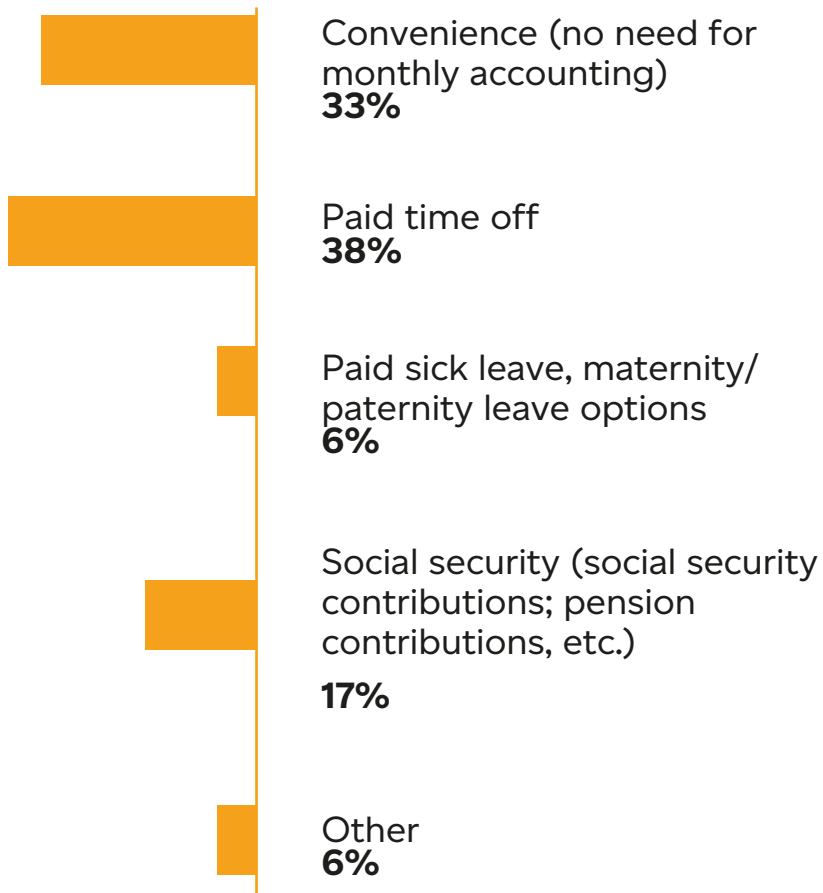 Convenience (no need for
monthly accounting)
33%
Paid time off
38%
Paid sick leave, maternity/
paternity leave options
6%
Social security (social security
contributions; pension
contributions, etc.)
17%
Other
6%